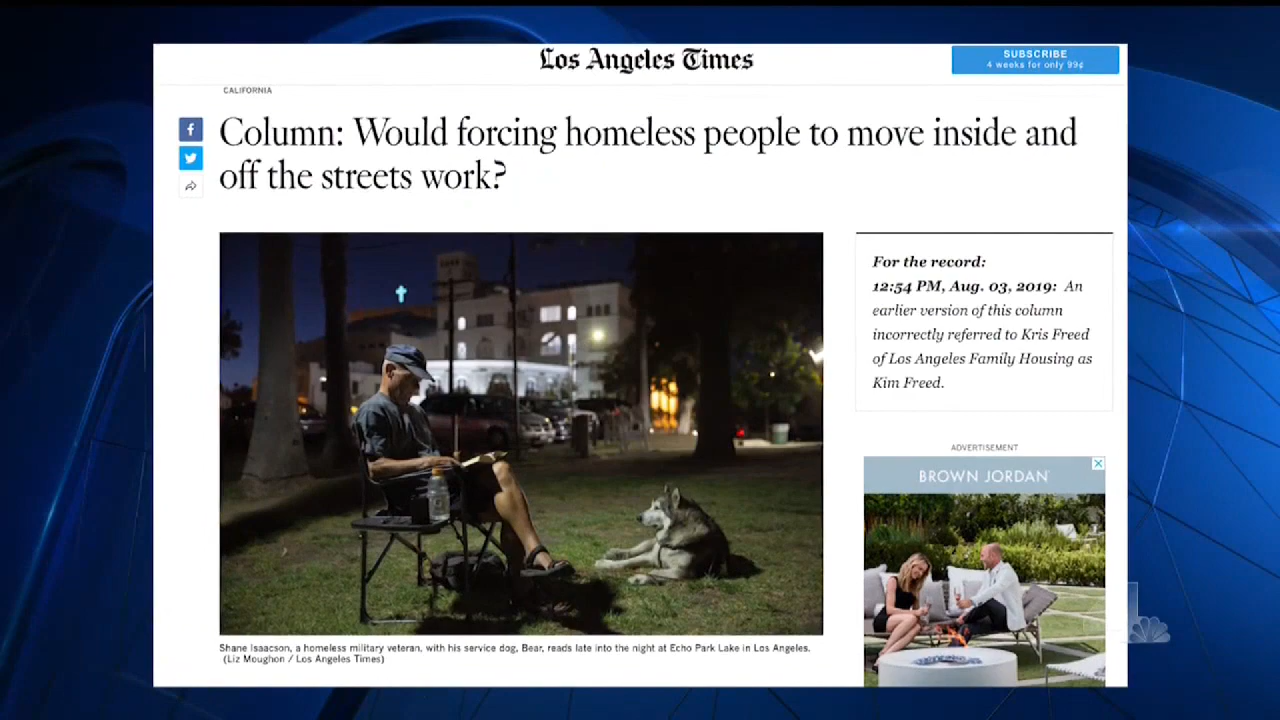 Los Angeles Times
SUBSCRIBE
4 weeks for only 99¢
CALIFORNIA
Column: Would forcing homeless people to move inside and
off the streets work?
For the record:
12:54 PM, Aug. 03, 2019: An
earlier version of this column
incorrectly referred to Kris Freed
of Los Angeles Family Housing as
Kim Freed.
ADVERTISEMENT
BROWN JORDAN
Shane Isaacson, a homeless military veteran, with his service dog, Bear, reads late into the night at Echo Park Lake in Los Angeles.
(Liz Moughon / Los Angeles Times)